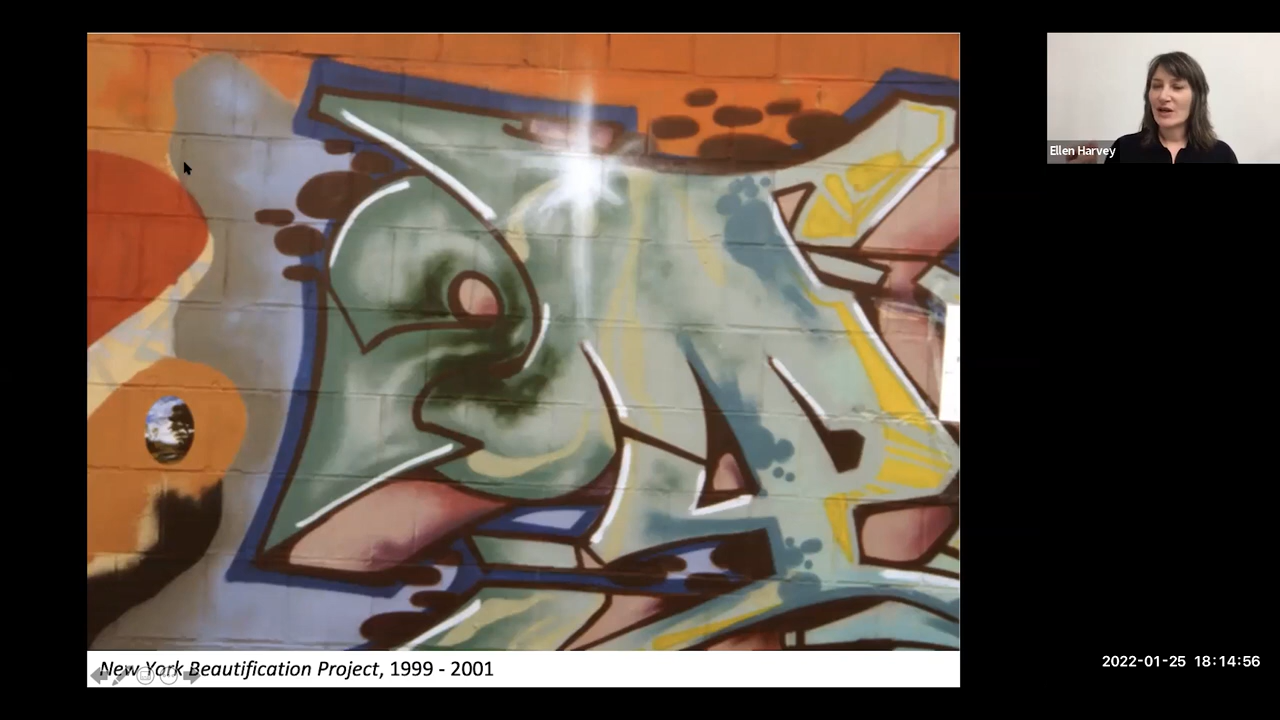 Ellen Harvey
New York Beautification Project, 1999 - 2001
2022-01-25 18:14:56